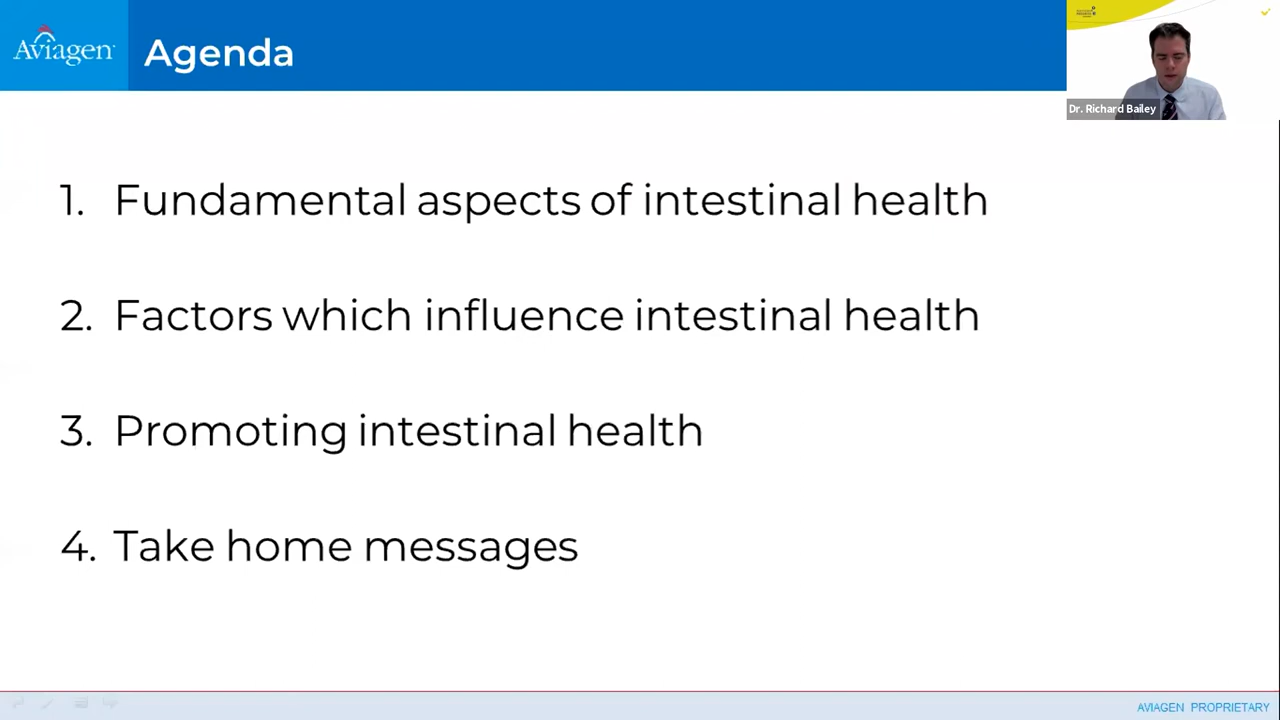 Aviagen
Agenda
Dr. Richard Bailey
1. Fundamental aspects of intestinal health
2. Factors which influence intestinal health
3. Promoting intestinal health
4. Take home messages
AVIAGEN PROPRIETARY